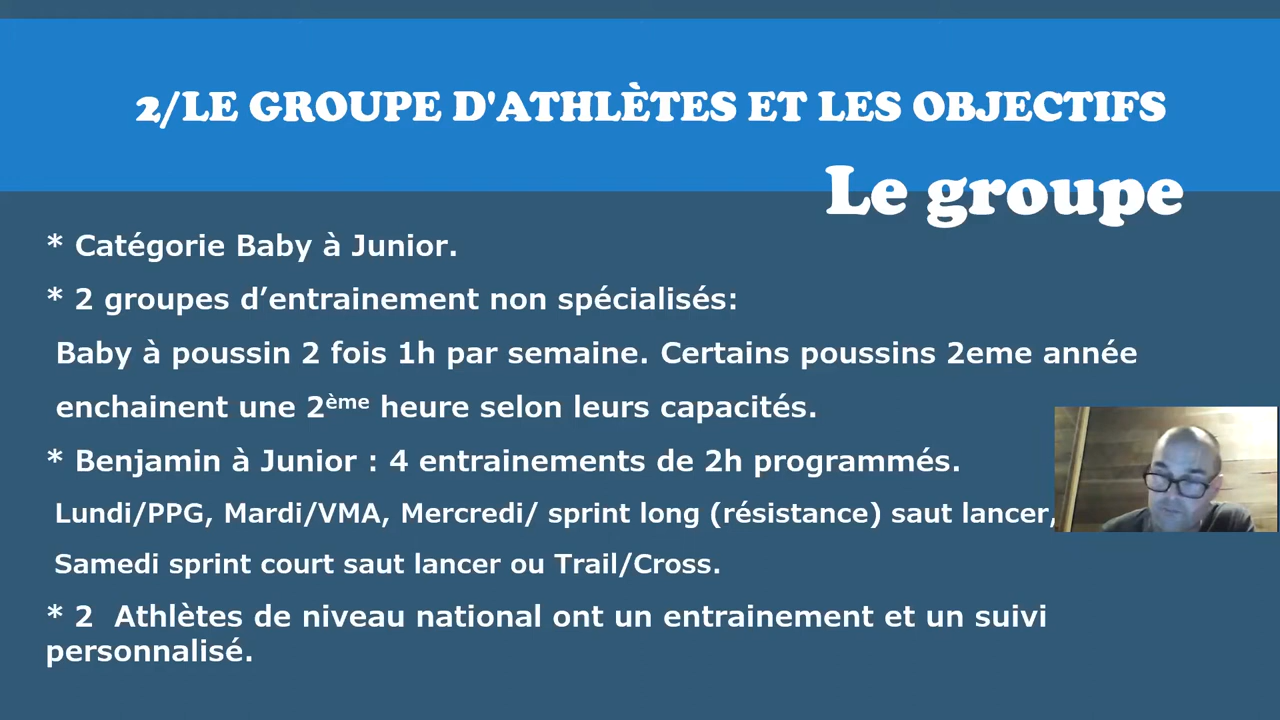 2/LE GROUPE D'ATHLÈTES ET LES OBJECTIFS
Le groupe
* Catégorie Baby à Junior.
* 2 groupes d’entrainement non spécialisés:
Baby à poussin 2 fois 1h par semaine. Certains poussins 2eme année
enchainent une 2ème heure selon leurs capacités.
* Benjamin à Junior : 4 entrainements de 2h programmés.
Lundi/PPG, Mardi/VMA, Mercredi/ sprint long (résistance) saut lancer,
Samedi sprint court saut lancer ou Trail/Cross.
* 2  Athlètes de niveau national ont un entrainement et un suivi
personnalisé.